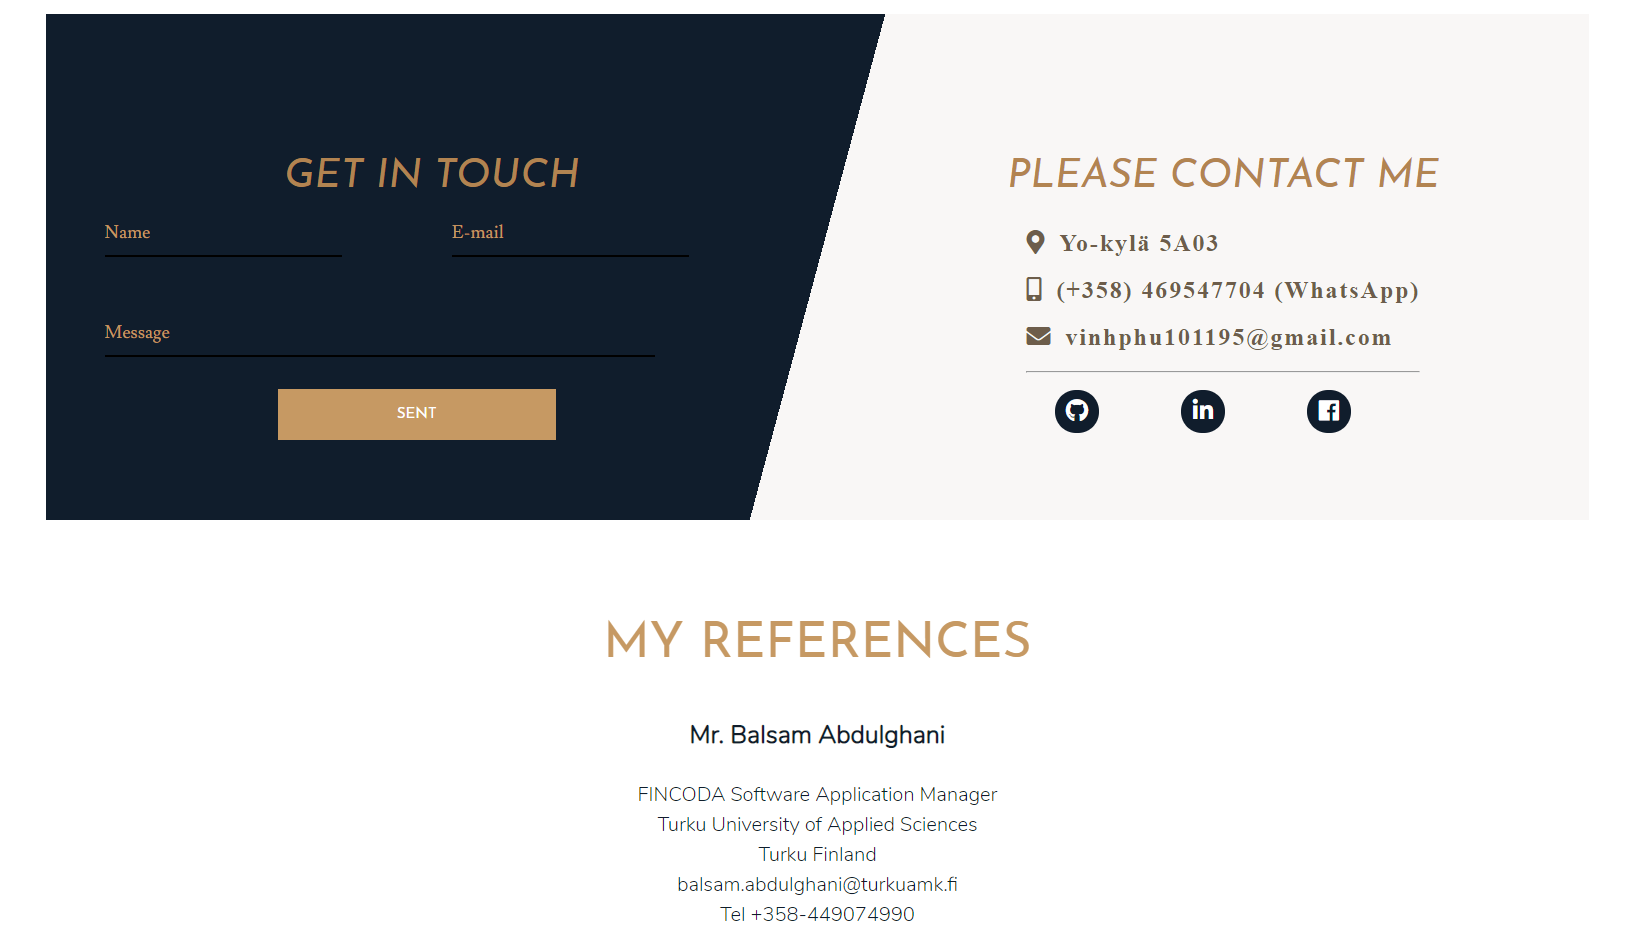 GET IN TOUCH
Name
E-mail
Message
SENT
PLEASE CONTACT ME
Yo-kylä 5A03
(+358) 469547704 (WhatsApp)
vinhphu101195@gmail.com
in
MY REFERENCES
Mr. Balsam Abdulghani
FINCODA Software Application Manager
Turku University of Applied Sciences
Turku Finland
balsam.abdulghani@turkuamk.fi
Tel +358-449074990